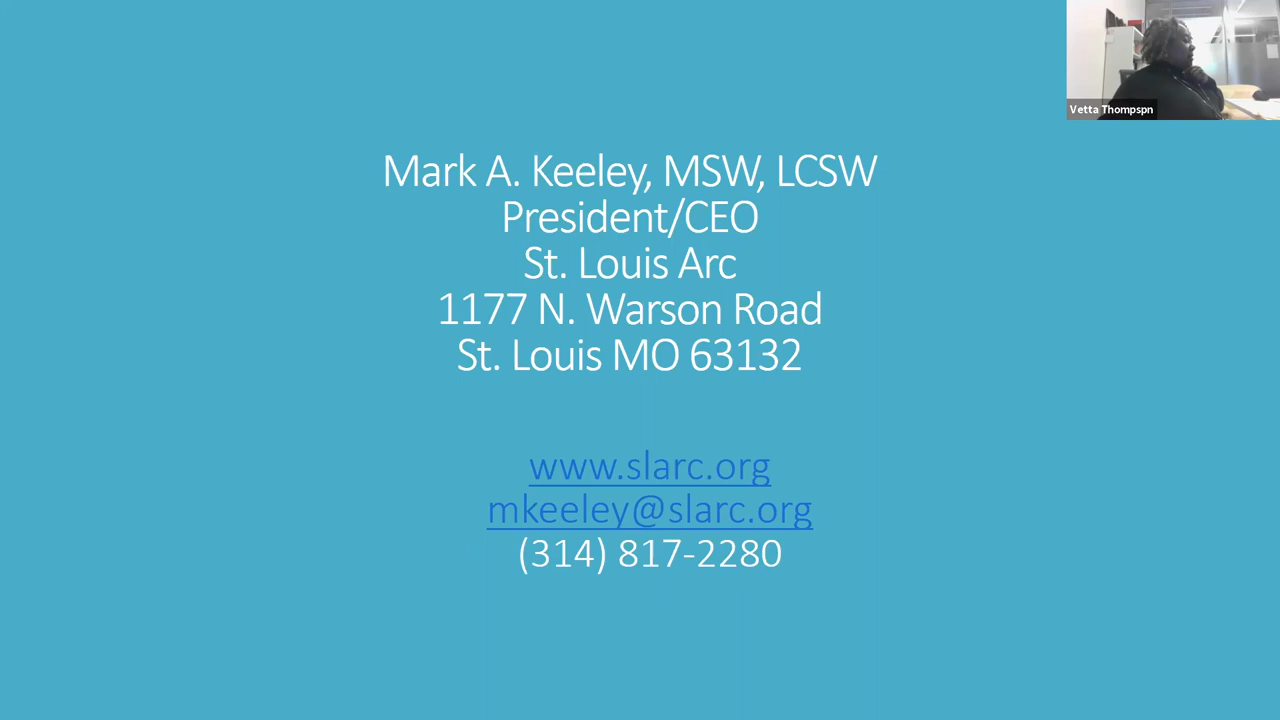 Vetta Thompspn
Mark A. Keeley, MSW, LCSW
President/CEO
St. Louis Arc
1177 N. Warson Road
St. Louis MO 63132
www.slarc.org
mkeeley@slarc.org
(314) 817-2280